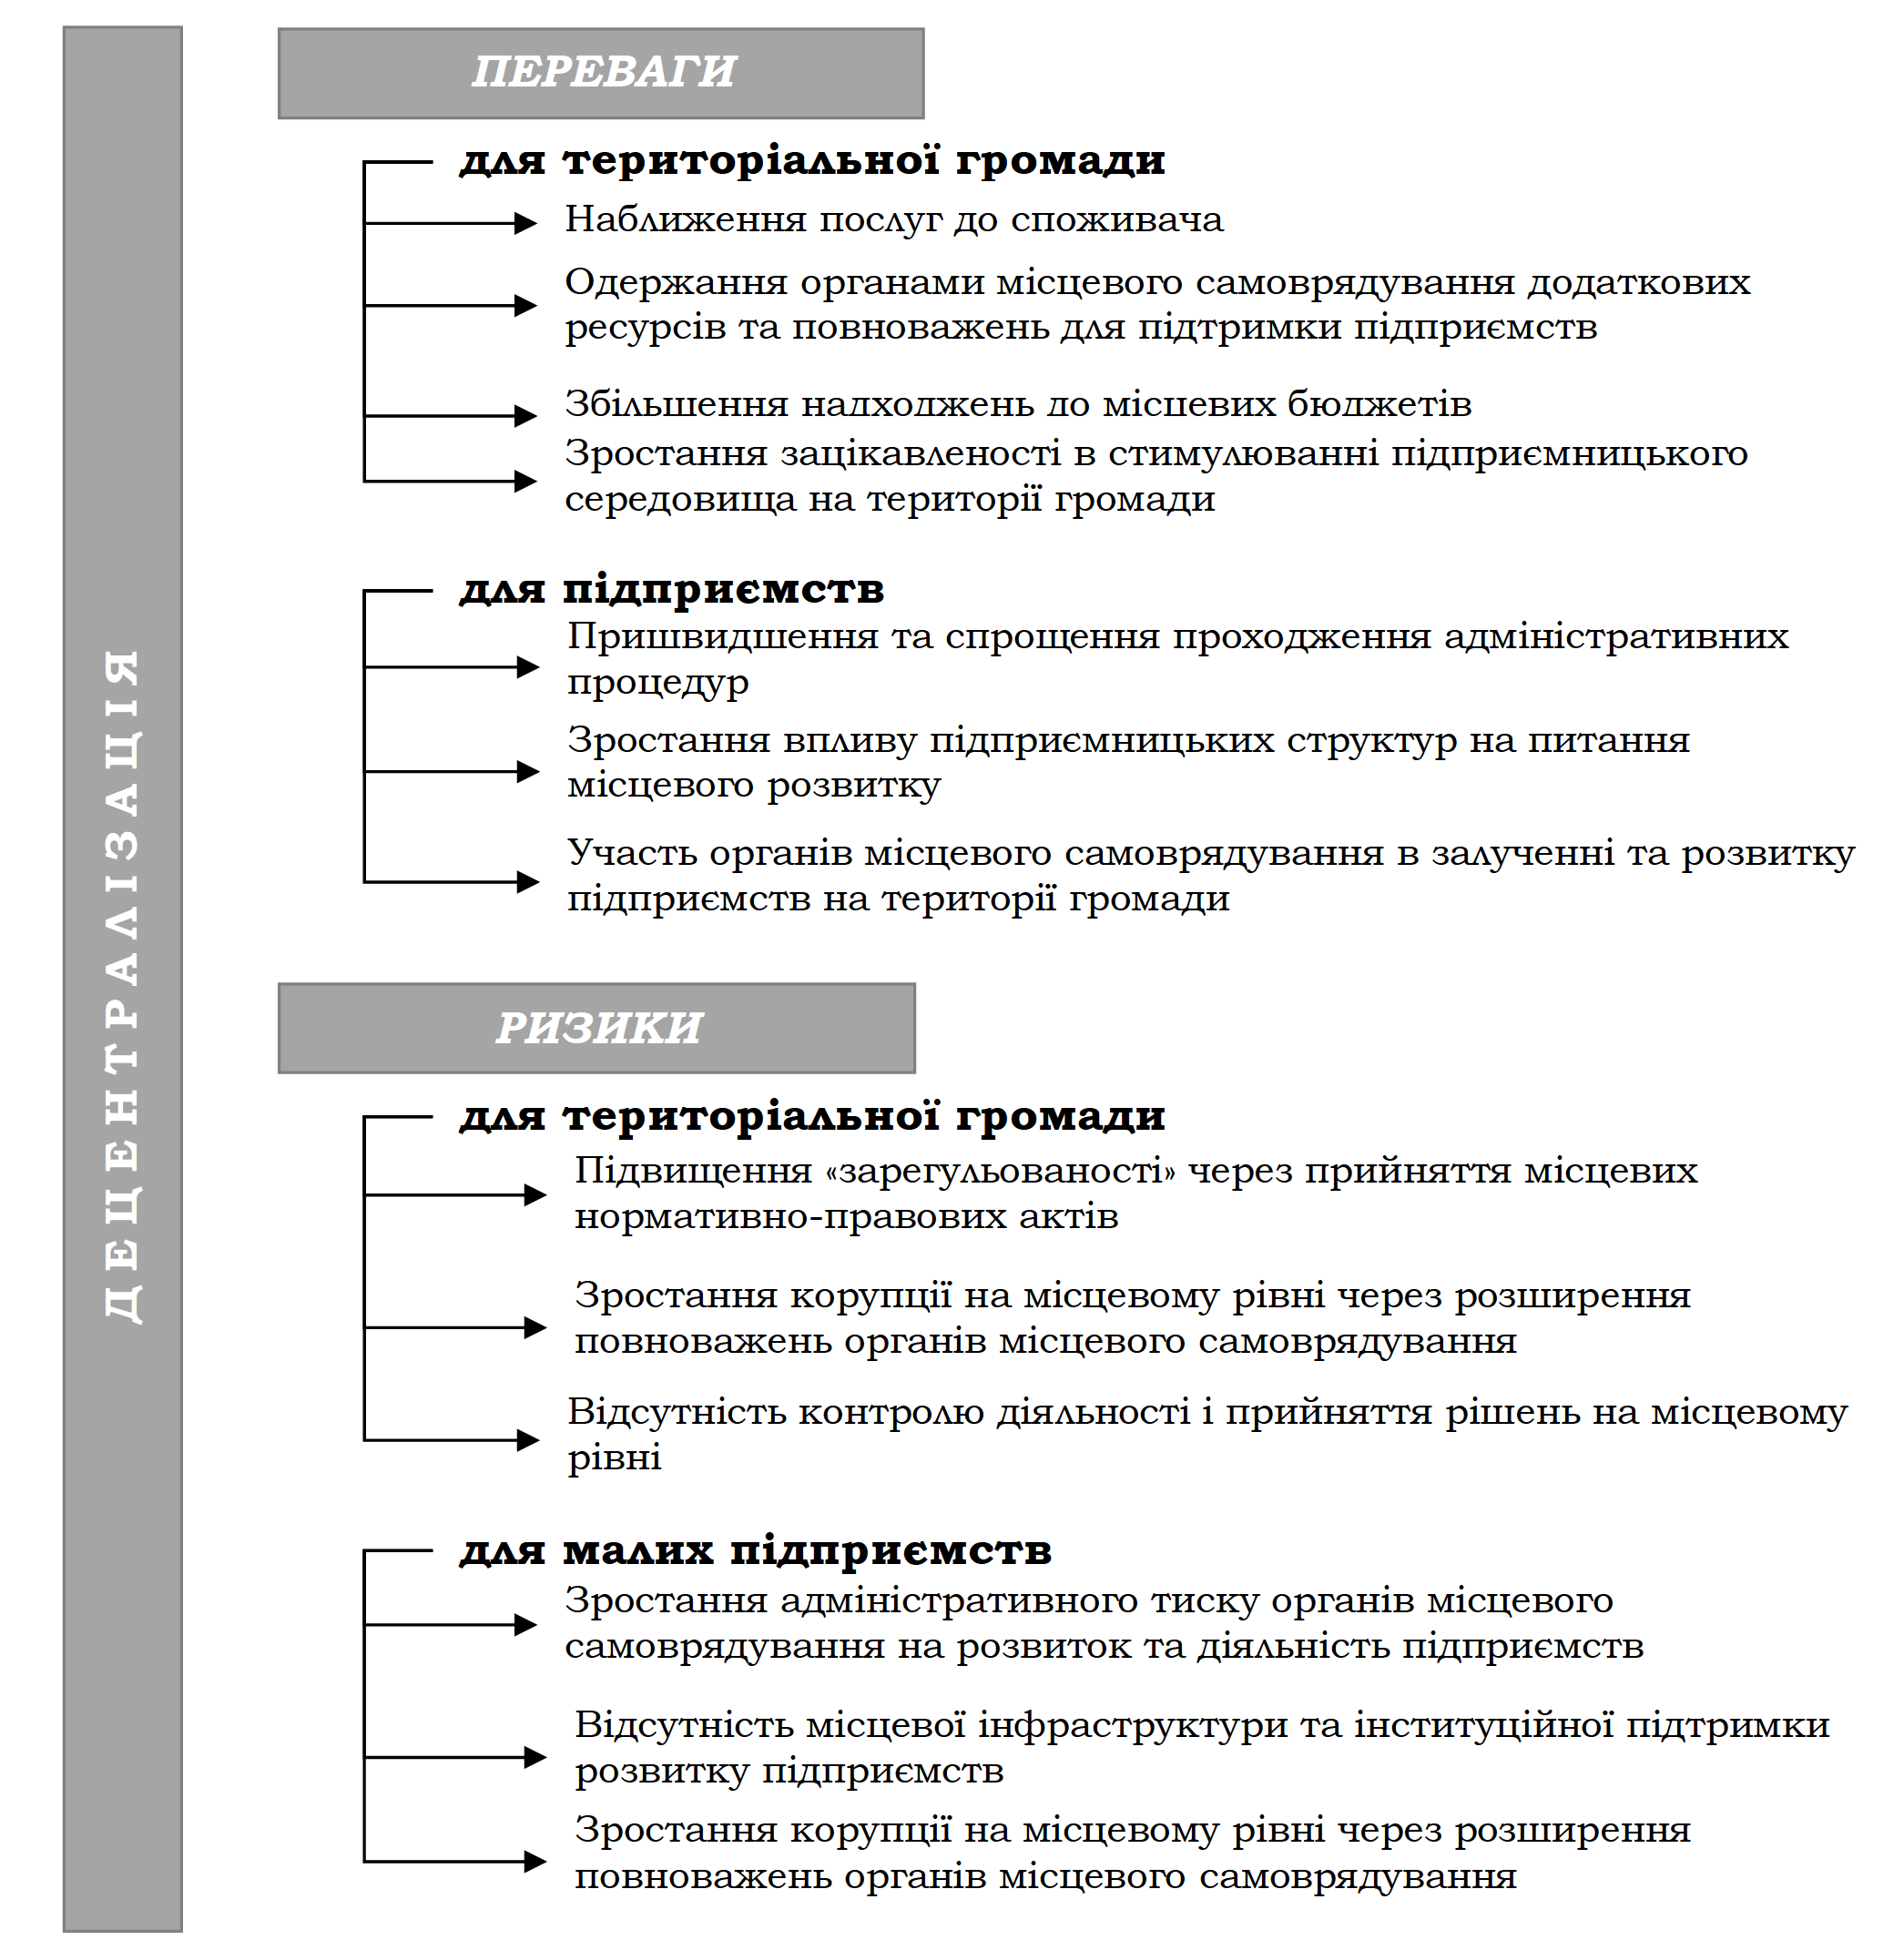 ДЕЦЕНТРАЛІЗАЦІЯ
ПЕРЕВАГИ
для територіальної громади
Наближення послуг до споживача
Одержання органами місцевого самоврядування додаткових
ресурсів та повноважень для підтримки підприємств
Збільшення надходжень до місцевих бюджетів
Зростання зацікавленості в стимулюванні підприємницького
середовища на території громади
для підприємств
Пришвидшення та спрощення проходження адміністративних
процедур
Зростання впливу підприємницьких структур на питання
місцевого розвитку
Участь органів місцевого самоврядування в залученні та розвитку
підприємств на території громади
РИЗИКИ
для територіальної громади
Підвищення «зарегульованості» через прийняття місцевих
нормативно-правових актів
Зростання корупції на місцевому рівні через розширення
повноважень органів місцевого самоврядування
Відсутність контролю діяльності і прийняття рішень на місцевому
рівні
для малих підприємств
Зростання адміністративного тиску органів місцевого
самоврядування на розвиток та діяльність підприємств
Відсутність місцевої інфраструктури та інституційної підтримки
розвитку підприємств
Зростання корупції на місцевому рівні через розширення
повноважень органів місцевого самоврядування